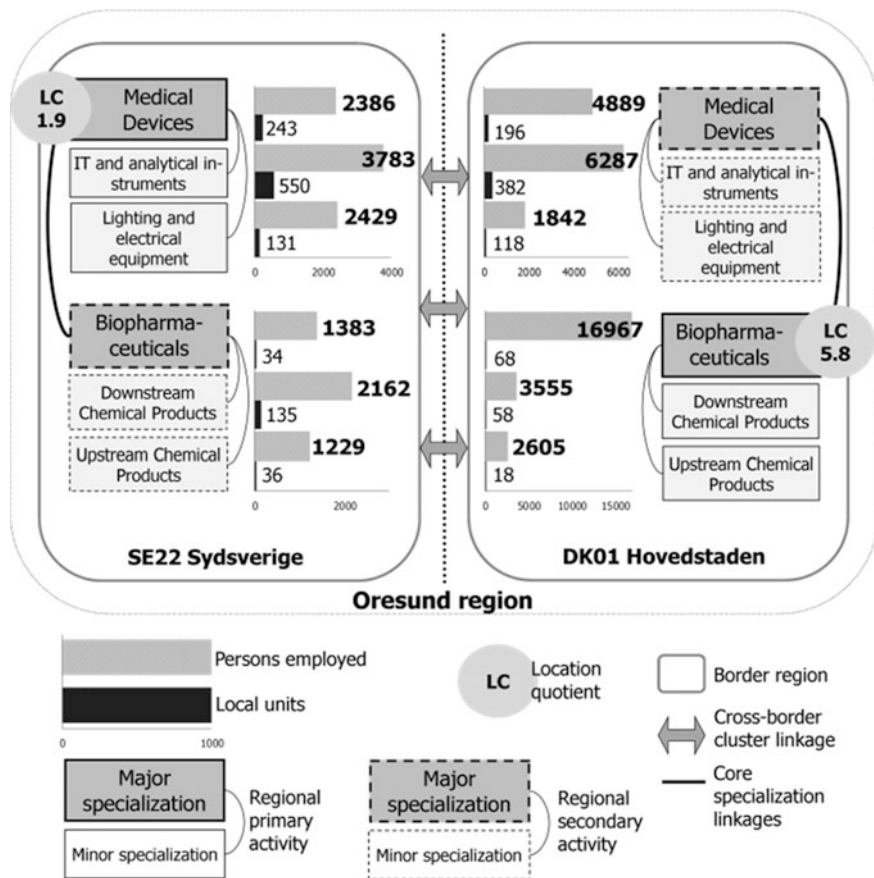 LC
1.9
Medical
Devices
IT and analytical in-
struments
Lighting and
electrical
equipment
2386
243
3783
550
2429
131
0
2000
4000
4889
196
6287
382
1842
118
0
2000
4000
6000
Medical
Devices
IT and analytical in-
struments
Lighting and
electrical
equipment
Biopharma-
ceuticals
Downstream
Chemical Products
Upstream Chemical
Products
1383
34
2162
135
1229
36
0
2000
16967
68
3555
58
2605
18
0
5000
10000
15000
Biopharma-
ceuticals
LC
5.8
Downstream
Chemical Products
Upstream Chemical
Products
SE22 Sydsverige
DK01 Hovedstaden
Oresund region
Persons employed
Local units
0
1000
LC
Location
quotient
Border region
Cross-border
cluster linkage
Core
specialization
linkages
Major
specialization
Minor specialization
Regional
primary
activity
Major
specialization
Minor specialization
Regional
secondary
activity